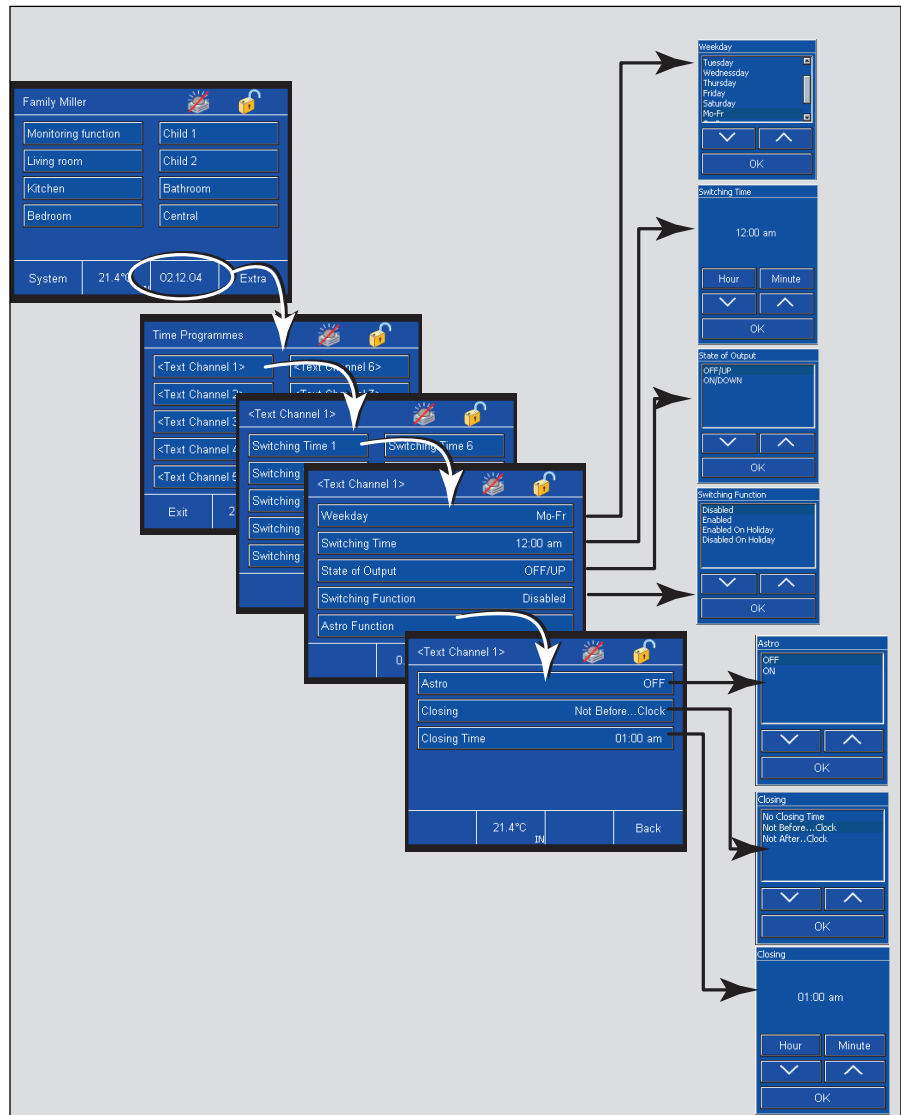 Family Miller
Monitoring function
Child 1
Living room
Child 2
Kitchen
Bathroom
Bedroom
Central
System
21.4°C
02.12.04
Extra
Time Programmes
<Text Channel 1>
<Text Channel 6>
<Text Channel 2>
<Text Channel 7>
<Text Channel 3
<Text Channel 4
<Text Channel 5
Exit
2
<Text Channel 1>
Switching Time 1
Switching Time 6
Switching
Switching
Switching
Switching
<Text Channel 1>
Weekday
Mo-Fr
Switching Time
12:00 am
State of Output
OFF/UP
Switching Function
Disabled
Astro Function
0.
<Text Channel 1>
Astro
OFF
Closing
Not Before...Clock
Closing Time
01:00 am
21.4°C
IN
Back
Weekday
Tuesday
Wednessday
Thursday
Friday
Saturday
Mo-Fr
OK
Switching Time
12:00 am
Hour
Minute
OK
State of Output
OFF/UP
ON/DOWN
OK
Switching Function
Disabled
Enabled
Enabled On Holiday
Disabled On Holiday
OK
Astro
OFF
ON
OK
Closing
No Closing Time
Not Before...Clock
Not After..Clock
OK
Closing
01:00 am
Hour
Minute
OK